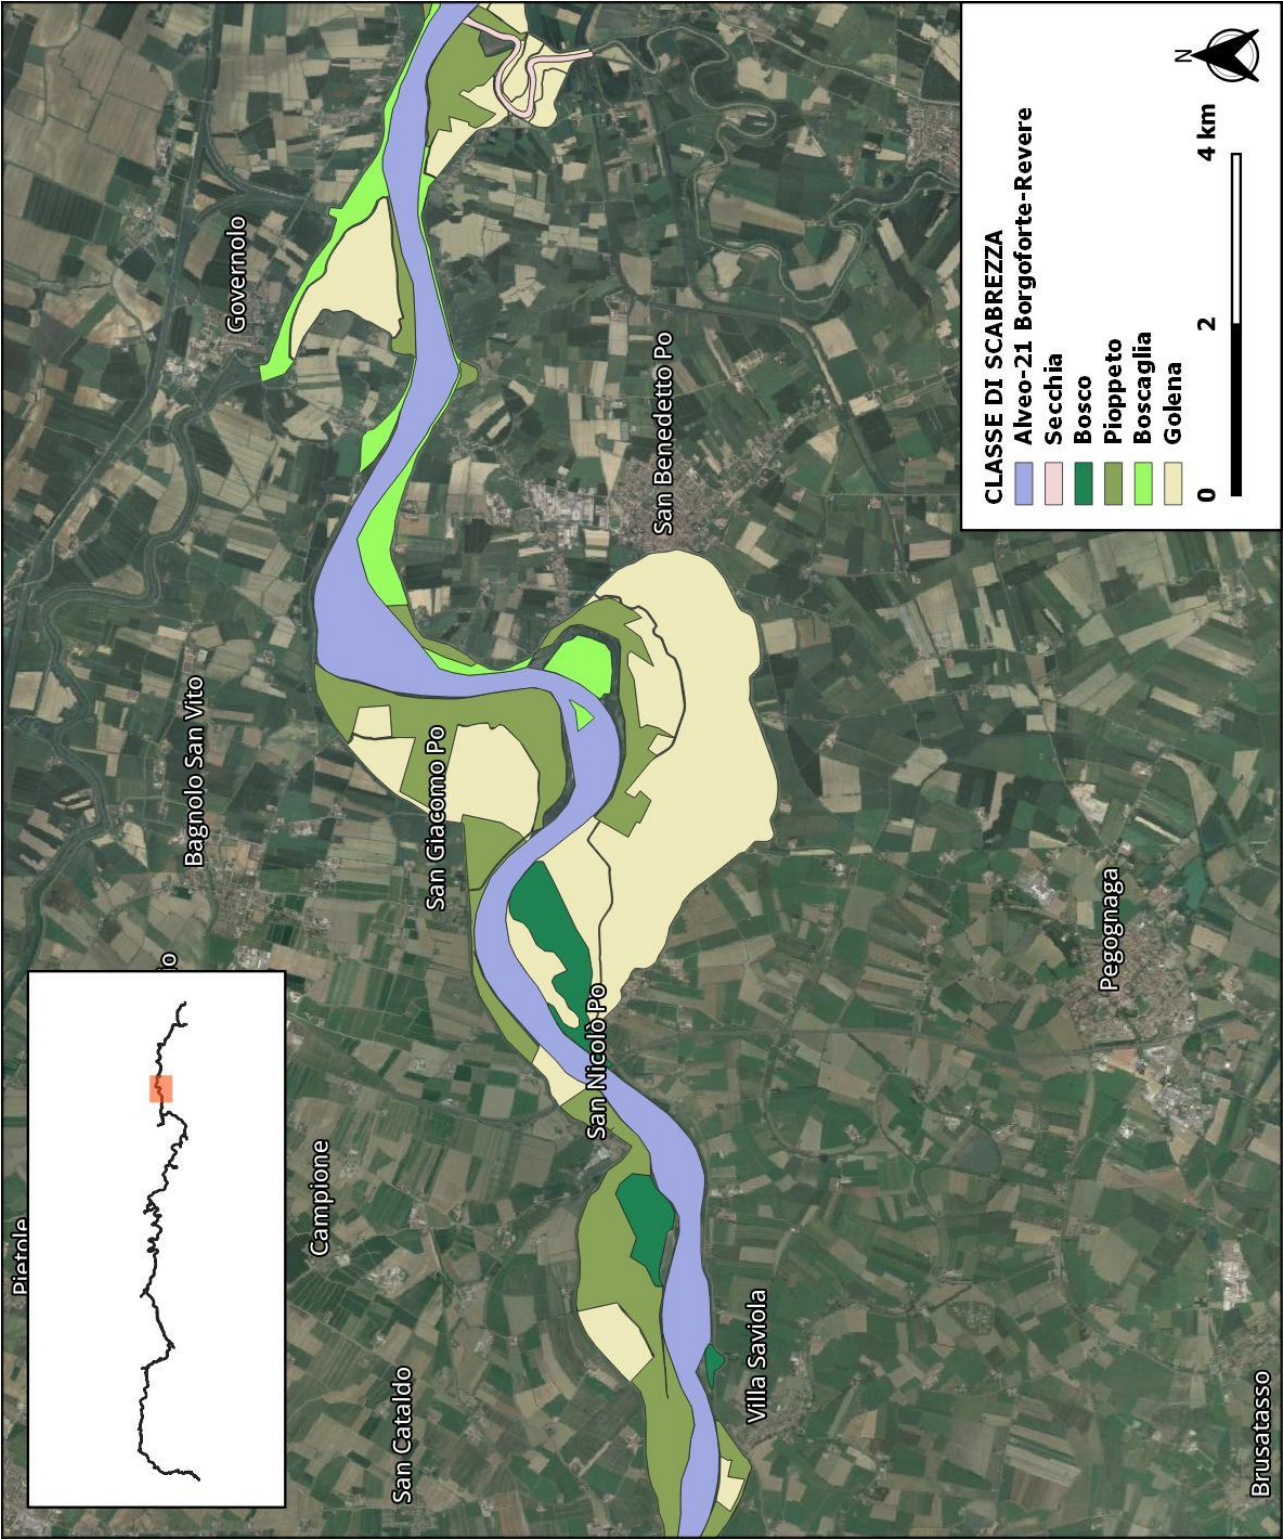 Pietole
Bagnolo San Vito
Governolo
io
Campione
San Cataldo
San Giacomo Po
San Nicolò Po
San Benedetto Po
Villa Saviola
Pegognaga
Brusatasso
N
CLASSE DI SCABREZZA
Alveo-21 Borgoforte-Revere
Secchia
Bosco
Pioppeto
Boscaglia
Golena
0 2 4 km